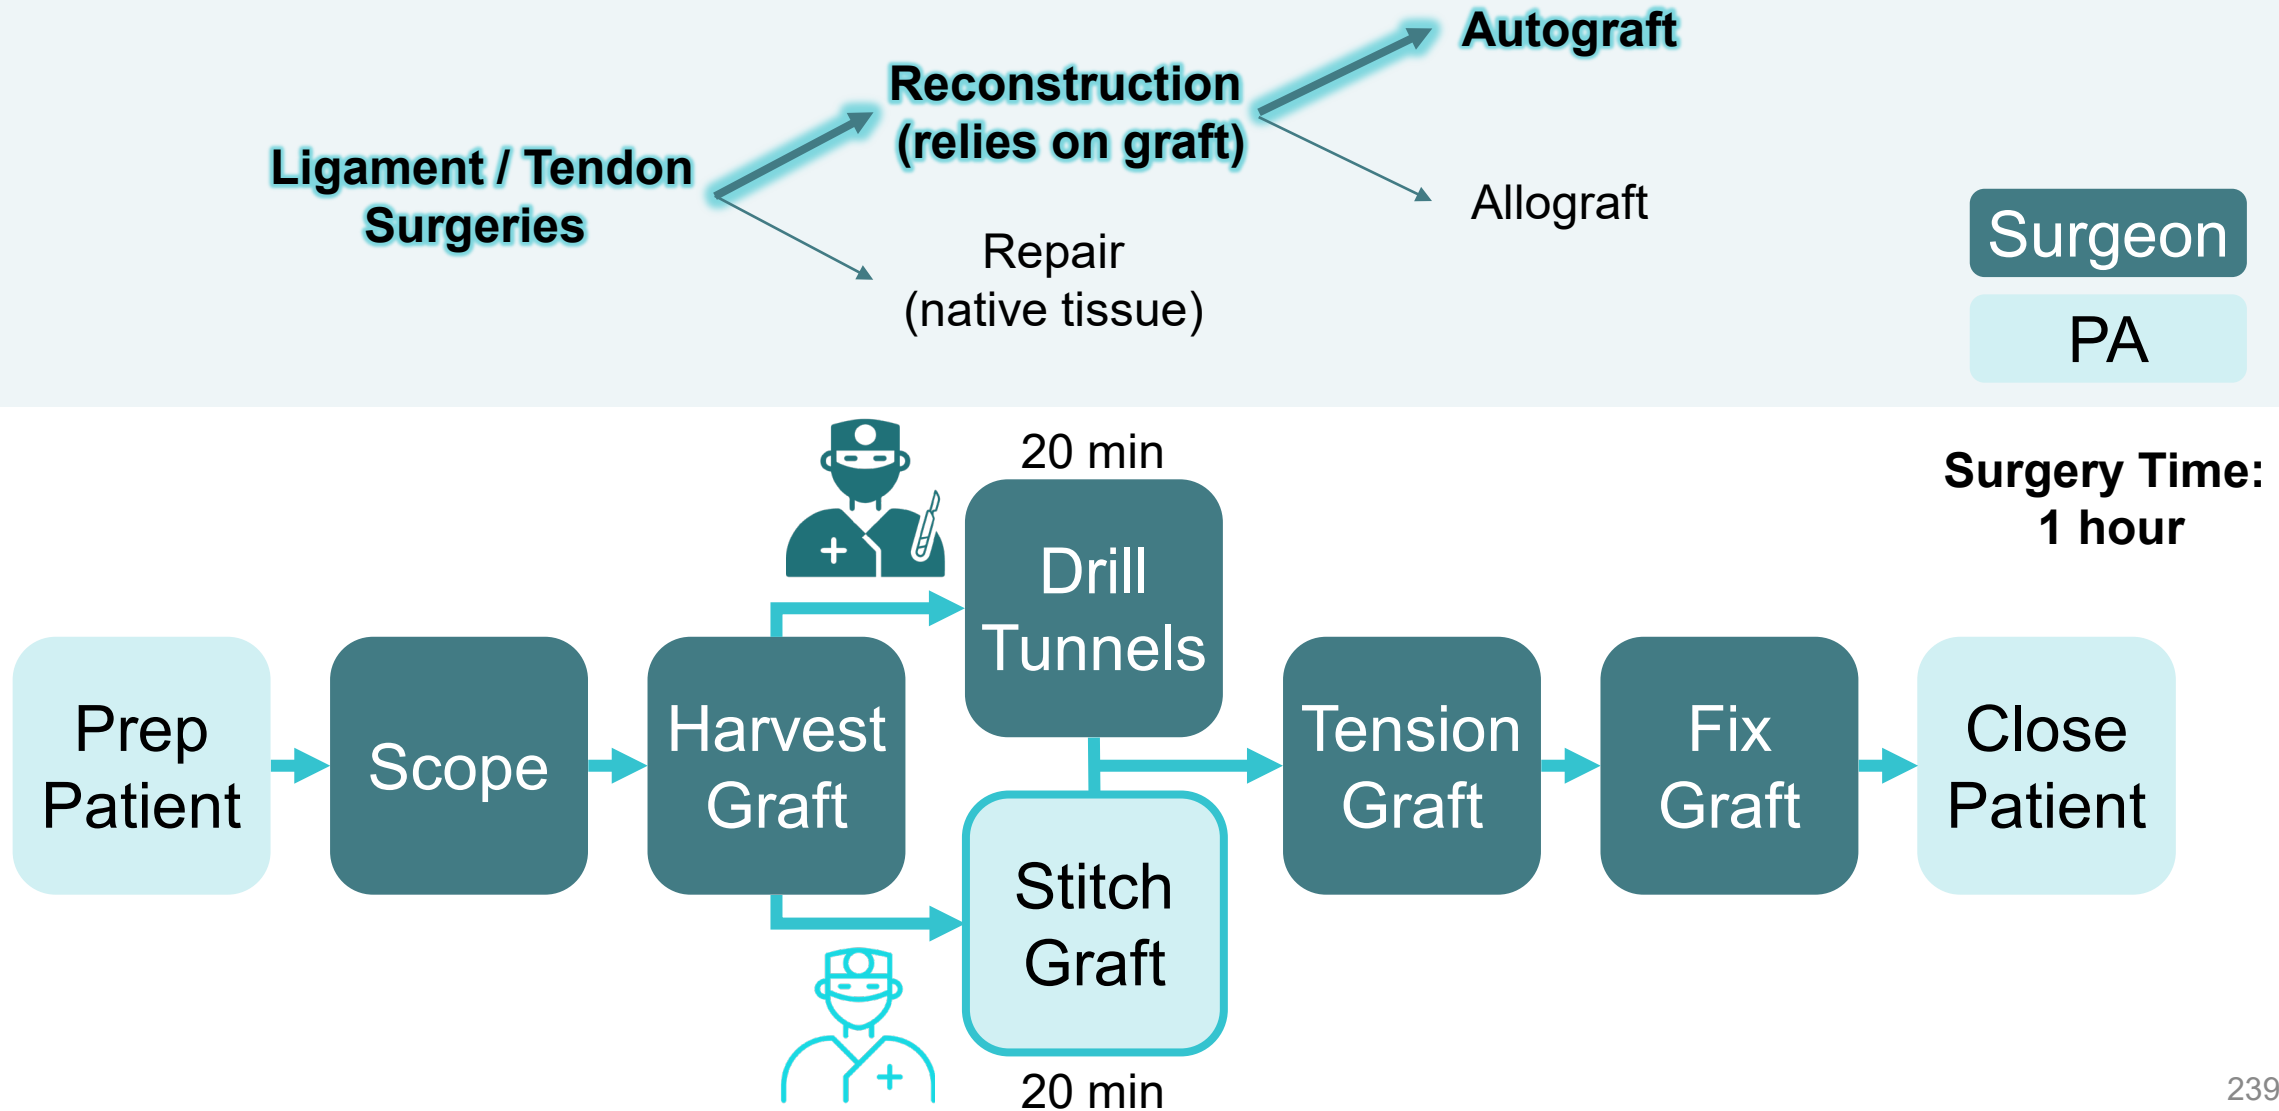 Autograft
Reconstruction
(relies on graft)
Ligament / Tendon
Surgeries
Allograft
Repair
(native tissue)
Surgeon
PA
20 min
Surgery Time:
1 hour
Drill
Tunnels
Prep
Patient
Scope
Harvest
Graft
Tension
Graft
Fix
Graft
Close
Patient
Stitch
Graft
20 min
239